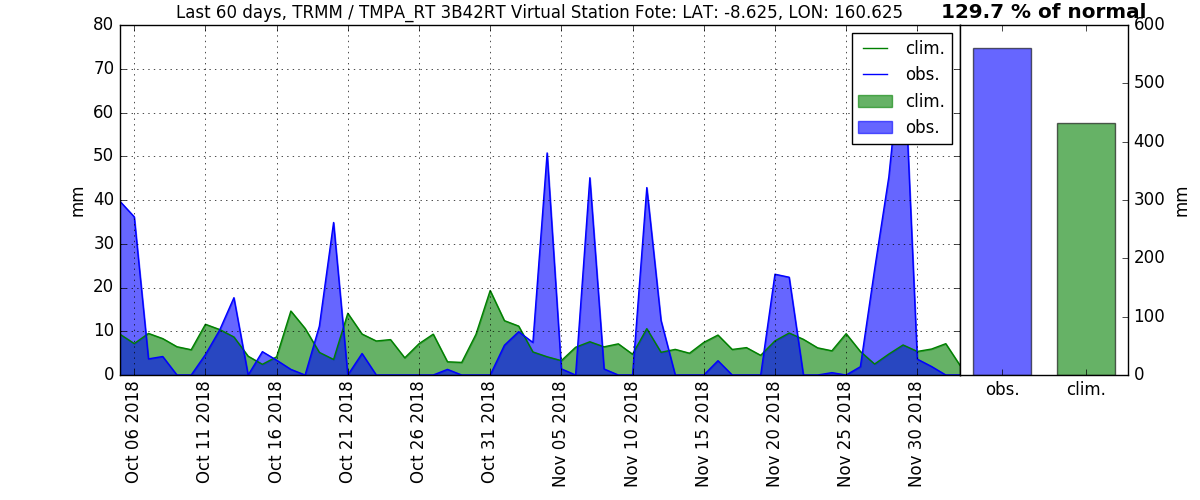 Last 60 days, TRMM / TMPA_RT 3B42RT Virtual Station Fote: LAT: -8.625, LON: 160.625
129.7 % of normal
80
70
60
50
40
30
20
10
0
mm
clim.
obs.
clim.
obs.
Oct 06 2018
Oct 11 2018
Oct 16 2018
Oct 21 2018
Oct 26 2018
Oct 31 2018
Nov 05 2018
Nov 10 2018
Nov 15 2018
Nov 20 2018
Nov 25 2018
Nov 30 2018
600
500
400
300
200
100
0
mm
obs.
clim.